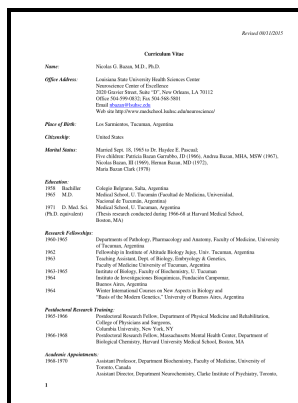 Revised 08/31/2015
Curriculum Vitae
Name: Nicolas G. Bazan, M.D., Ph.D.
Office Address: Louisiana State University Health Sciences Center
Neuroscience Center of Excellence
2020 Gravier Street, Suite "D", New Orleans, LA 70112
Office 504-599-0832; Fax 504-568-5801
Email nbazan@lsuhsc.edu
Web site http://www.medschool.lsuhsc.edu/neuroscience/
Place of Birth: Los Sarmientos, Tucuman, Argentina
Citizenship: United States
Marital Status: Married Sept. 18, 1965 to Dr. Haydee E. Pascual;
Five children: Patricia Bazan Garrubbo, ID (1966), Andrea Bazan, MHA, MSW (1967),
Nicolas Bazan, III (1969), Hernan Bazan, MD (1972),
Maria Bazan Clark (1978)
Education:
1958 Bachiller Colegio Belgrano, Salta, Argentina
1965 M.D. Medical School, U. Tucumán (Facultad de Medicina, Universidad,
Nacional de Tucumán, Argentina)
1971 D. Med. Sci. Medical School, U. Tucuman, Argentina
(Ph.D. equivalent) (Thesis research conducted during 1966-68 at Harvard Medical School,
Boston, MA)
Research Fellowships:
1960-1965 Departments of Pathology, Pharmacology and Anatomy, Faculty of Medicine, University
of Tucuman, Argentina
1962 Fellowship in Institute of Altitude Biology Jujuy, Univ. Tucuman, Argentina
1963 Teaching Assistant, Dept. of Biology, Embryology & Genetics,
Faculty of Medicine University of Tucuman, Argentina
1963-1965 Institute of Biology, Faculty of Biochemistry, U. Tucuman
1964 Instituto de Investigaciones Bioquimicas, Fundación Campomar,
Buenos Aires, Argentina
1964 Winter International Courses on New Aspects in Biology and
"Basis of the Modern Genetics," University of Buenos Aires, Argentina
Postdoctoral Research Training:
1965-1966 Postdoctoral Research Fellow, Department of Physical Medicine and Rehabilitation,
College of Physicians and Surgeons,
Columbia University, New York, NY
1966-1968 Postdoctoral Research Fellow, Massachusetts Mental Health Center, Department of
Biological Chemistry, Harvard Medical School, Boston, MA
Academic Appointments:
1968-1970 Assistant Professor, Department Biochemistry, Faculty of Medicine, University of
Toronto, Canada
Assistant Director, Department Neurochemistry, Clarke Institute of Psychiatry, Toronto,
1